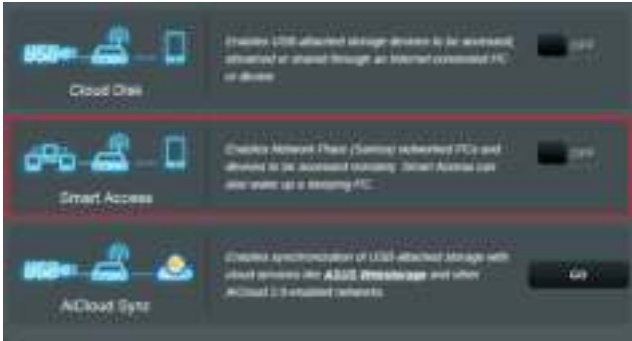 USB
Cloud Disk
Enables USB-attached storage devices to be accessed,
streamed or shared through an Internet-connected PC
or device.
OFF
Smart Access
Enables Network Place (Samba) networked PCs and
devices to be accessed remotely. Smart Access can
also wake up a sleeping PC.
OFF
USB
AiCloud Sync
Enables synchronization of USB-attached storage with
cloud services like ASUS Webstorage and other
AiCloud 2.0-enabled networks.
GO